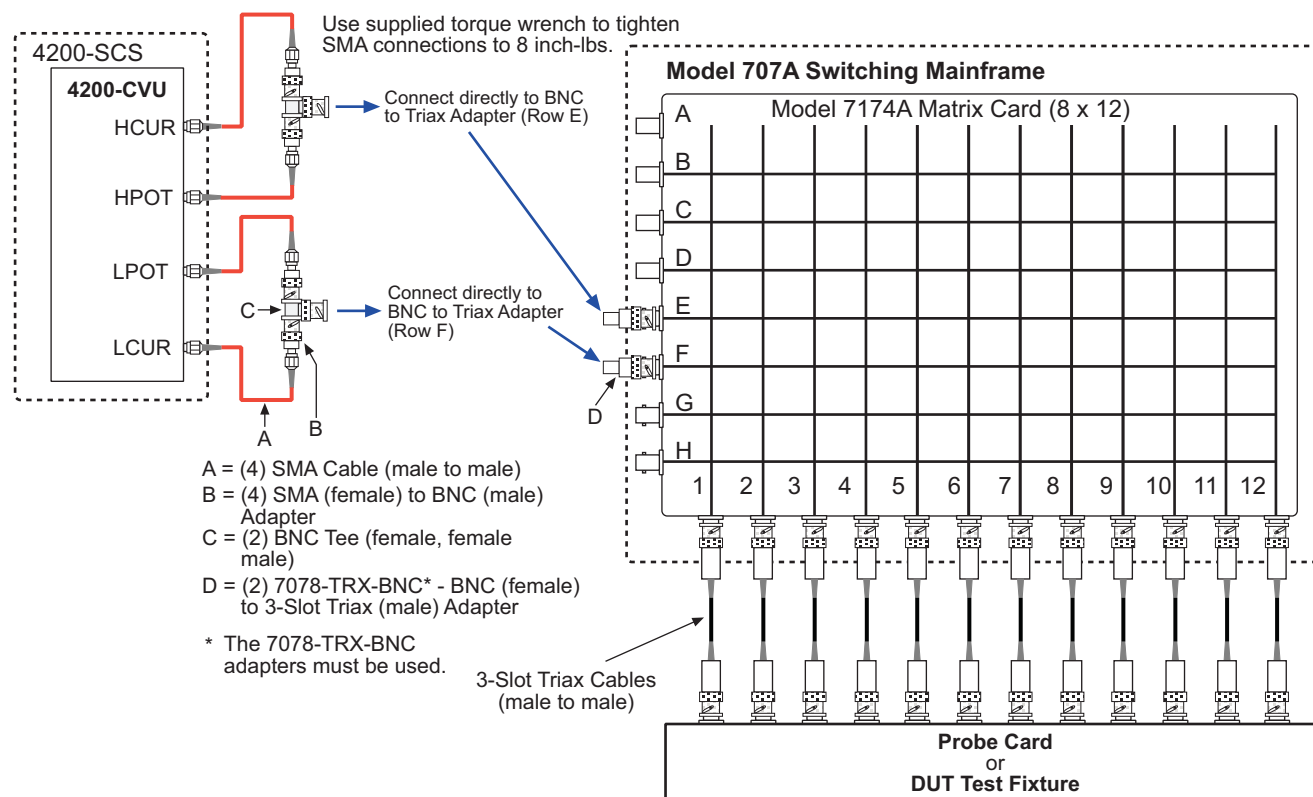 Use supplied torque wrench to tighten
SMA connections to 8 inch-lbs.
4200-SCS
4200-CVU
HCUR
HPOT
LPOT
LCUR
Connect directly to BNC
to Triax Adapter (Row E)
Connect directly to
BNC to Triax Adapter
(Row F)
C
A
B
D
A = (4) SMA Cable (male to male)
B = (4) SMA (female) to BNC (male)
Adapter
C = (2) BNC Tee (female, female
male)
D = (2) 7078-TRX-BNC* - BNC (female)
to 3-Slot Triax (male) Adapter
* The 7078-TRX-BNC
adapters must be used.
Model 707A Switching Mainframe
Model 7174A Matrix Card (8 x 12)
A
B
C
D
E
F
G
H
1 2 3 4 5 6 7 8 9 10 11 12
3-Slot Triax Cables
(male to male)
Probe Card
or
DUT Test Fixture